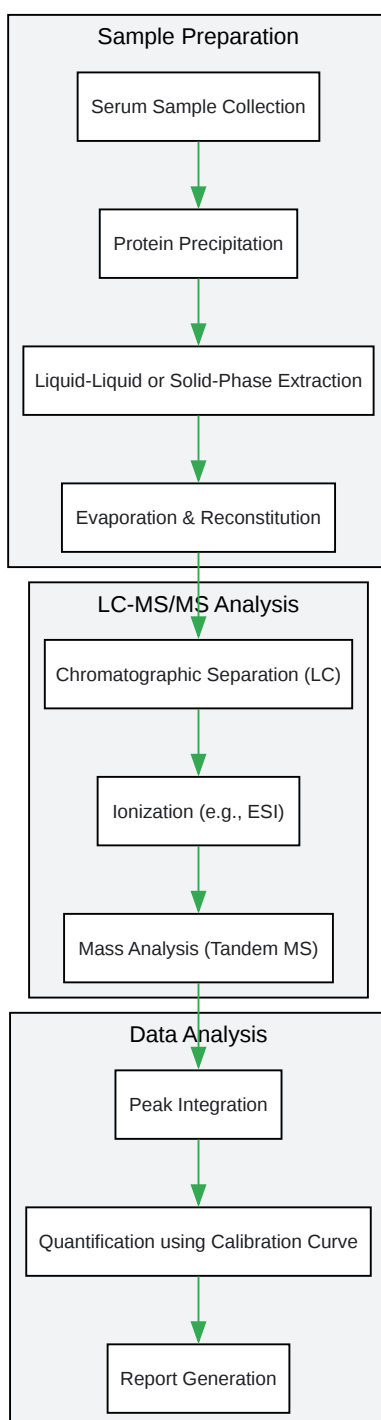 Sample Preparation
Serum Sample Collection
Protein Precipitation
Liquid-Liquid or Solid-Phase Extraction
Evaporation & Reconstitution
LC-MS/MS Analysis
Chromatographic Separation (LC)
Ionization (e.g., ESI)
Mass Analysis (Tandem MS)
Data Analysis
Peak Integration
Quantification using Calibration Curve
Report Generation